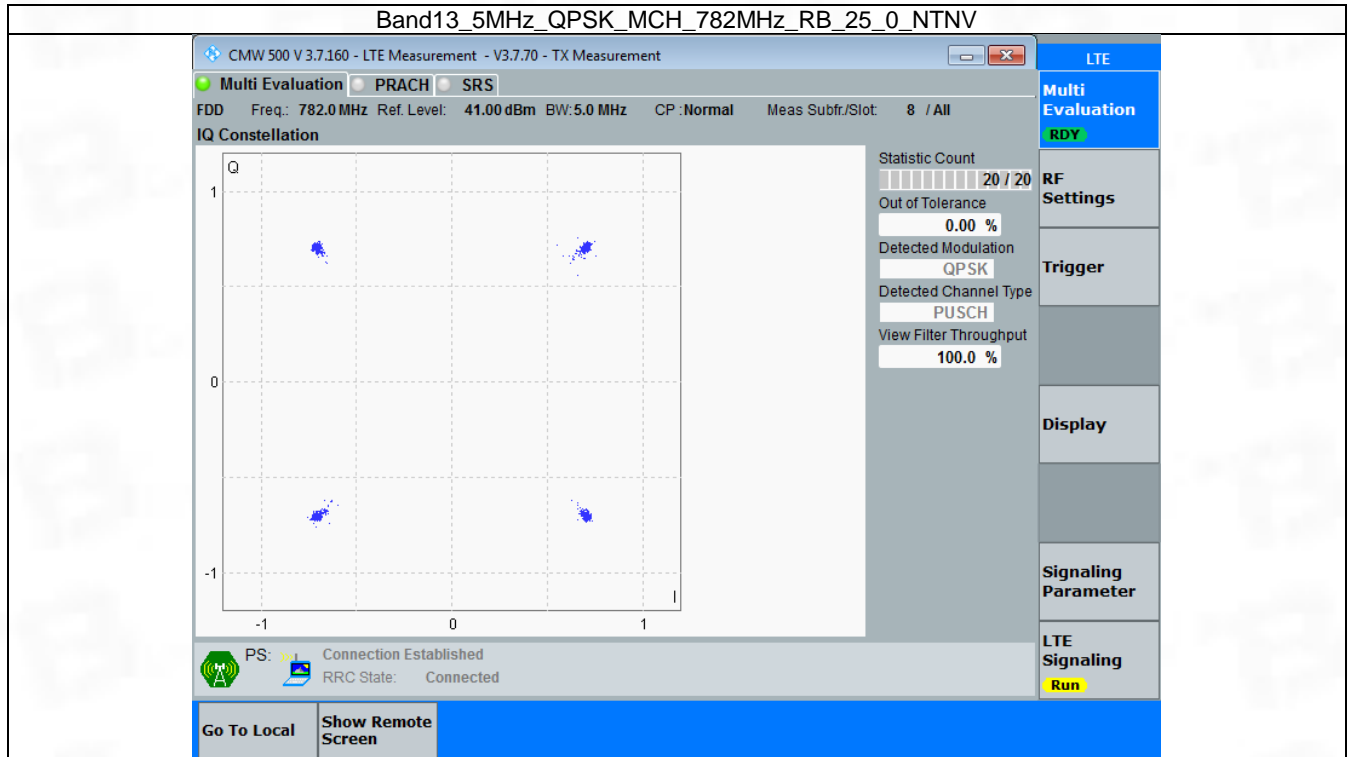 Band13_5MHz_QPSK_MCH_782MHz_RB_25_0_NTNV
CMW 500 V 3.7.160 - LTE Measurement - V3.7.70 - TX Measurement
LTE
Multi Evaluation PRACH SRS
Multi
Evaluation
RDY
FDD Freq.: 782.0 MHz Ref. Level: 41.00 dBm BW: 5.0 MHz CP : Normal Meas Subfr./Slot: 8 / All
IQ Constellation
Q
1
0
-1
I
-1 0 1
Statistic Count
20 / 20
Out of Tolerance
0.00 %
Detected Modulation
QPSK
Detected Channel Type
PUSCH
View Filter Throughput
100.0 %
RF
Settings
Trigger
Display
Signaling
Parameter
LTE
Signaling
Run
PS: Connection Established
RRC State: Connected
Go To Local
Show Remote
Screen